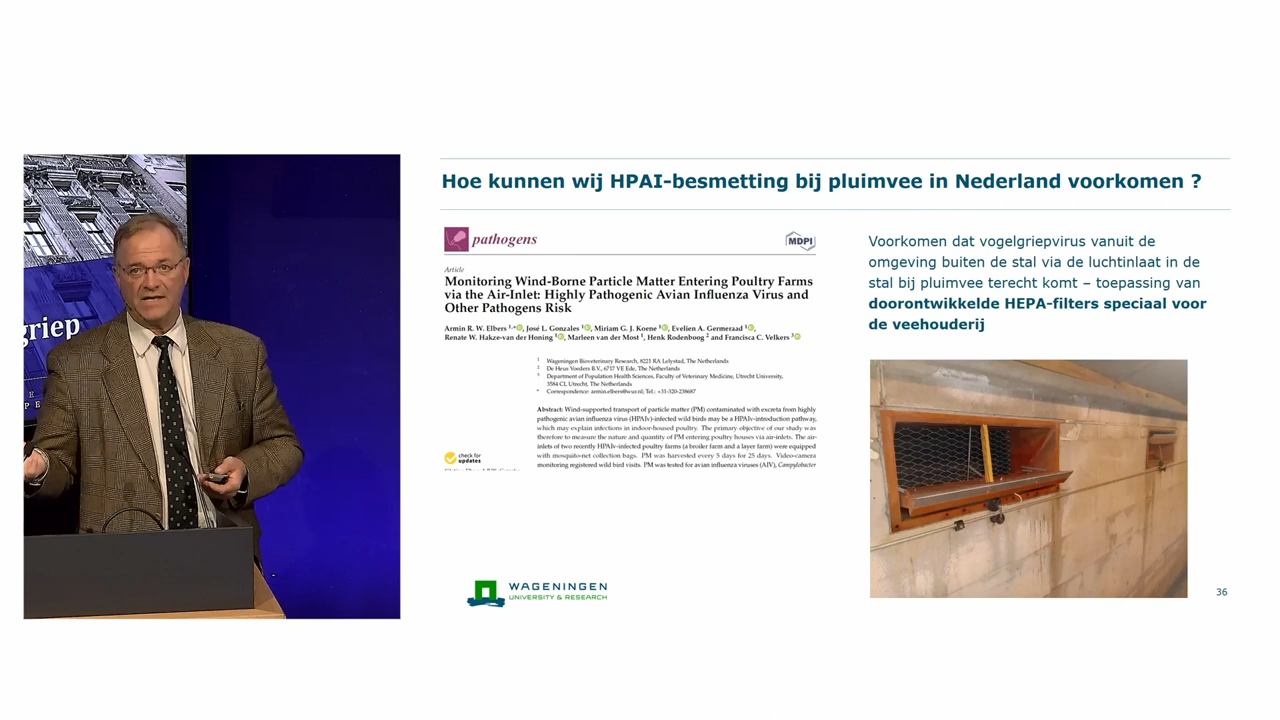 griep
Hoe kunnen wij HPAI-besmetting bij pluimvee in Nederland voorkomen ?
pathogens
MDPI
Article
Monitoring Wind-Borne Particle Matter Entering Poultry Farms
via the Air-Inlet: Highly Pathogenic Avian Influenza Virus and
Other Pathogens Risk
Armin R. W. Elbers 1,*, José L. Gonzales 1, Miriam G. J. Koene 1, Evelien A. Germeraad 1,
Renate W. Hakze-van der Honing 1, Marleen van der Most 1, Henk Rodenboog 2 and Francisca C. Velkers 3
1 Wageningen Bioveterinary Research, 8221 RA Lelystad, The Netherlands
2 De Heus Voeders B.V., 6717 VE Ede, The Netherlands
3 Department of Population Health Sciences, Faculty of Veterinary Medicine, Utrecht University,
3584 CL Utrecht, The Netherlands
* Correspondence: armin.elbers@wur.nl; Tel.: +31-320-238687
Abstract: Wind-supported transport of particle matter (PM) contaminated with excreta from highly
pathogenic avian influenza virus (HPAIv)-infected wild birds may be a HPAIv-introduction pathway,
which may explain infections in indoor-housed poultry. The primary objective of our study was
therefore to measure the nature and quantity of PM entering poultry houses via air-inlets. The air-
inlets of two recently HPAIv-infected poultry farms (a broiler farm and a layer farm) were equipped
with mosquito-net collection bags. PM was harvested every 5 days for 25 days. Video-camera
monitoring registered wild bird visits. PM was tested for avian influenza viruses (AIV), Campylobacter
check for
updates
Voorkomen dat vogelgriepvirus vanuit de
omgeving buiten de stal via de luchtinlaat in de
stal bij pluimvee terecht komt – toepassing van
doorontwikkelde HEPA-filters speciaal voor
de veehouderij
WAGENINGEN
UNIVERSITY & RESEARCH
36